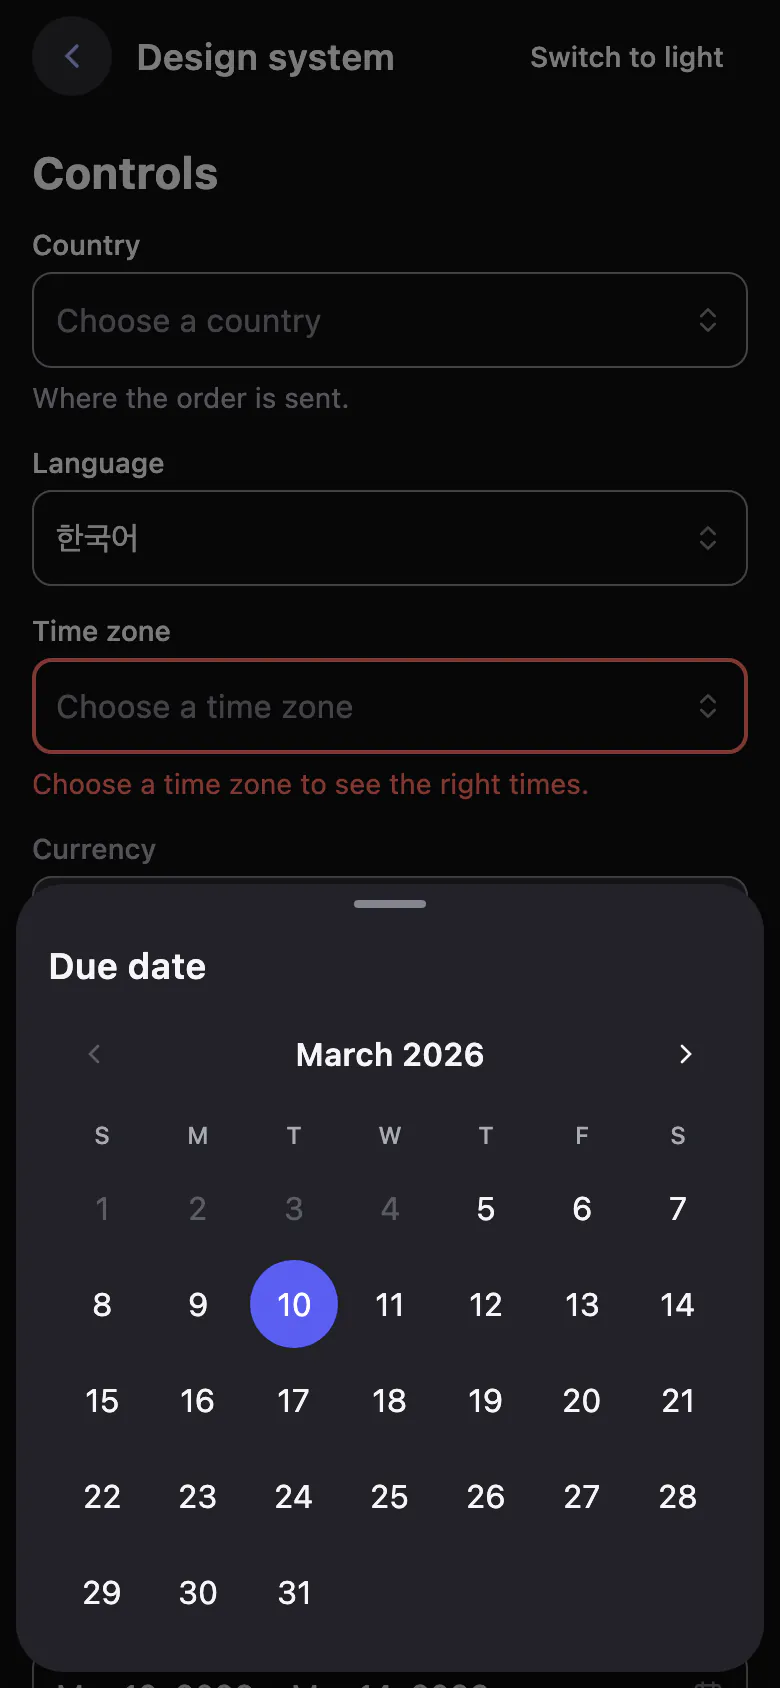 Design system
Switch to light
Controls
Country
Choose a country
Where the order is sent.
Language
한국어
Time zone
Choose a time zone
Choose a time zone to see the right times.
Currency
Due date
March 2026
S M T W T F S
1 2 3 4 5 6 7
8 9 10 11 12 13 14
15 16 17 18 19 20 21
22 23 24 25 26 27 28
29 30 31